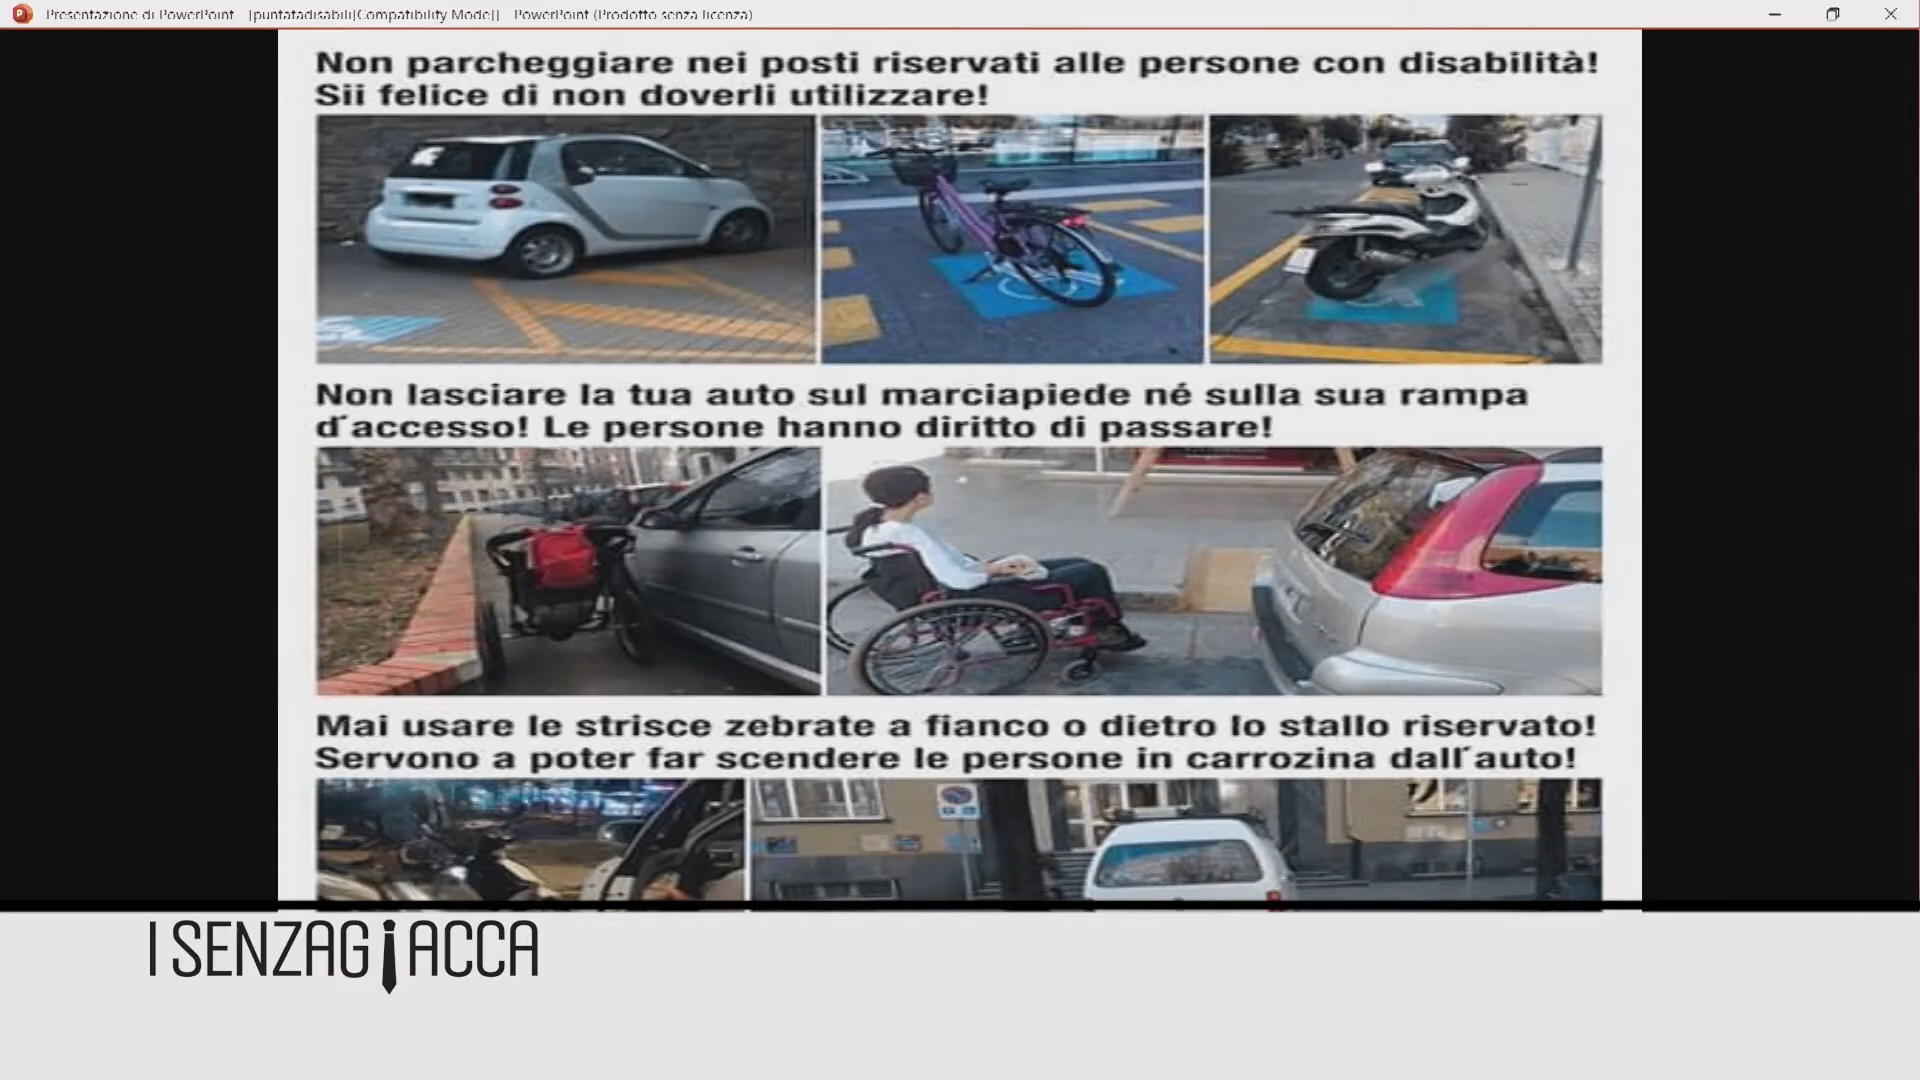 Presentazione di PowerPoint - [puntatadisabili[Compatibility Mode]] - PowerPoint (Prodotto senza licenza)
Non parcheggiare nei posti riservati alle persone con disabilità!
Sii felice di non doverli utilizzare!
Non lasciare la tua auto sul marciapiede né sulla sua rampa
d'accesso! Le persone hanno diritto di passare!
Mai usare le strisce zebrate a fianco o dietro lo stallo riservato!
Servono a poter far scendere le persone in carrozina dall'auto!
I SENZAGIACCA